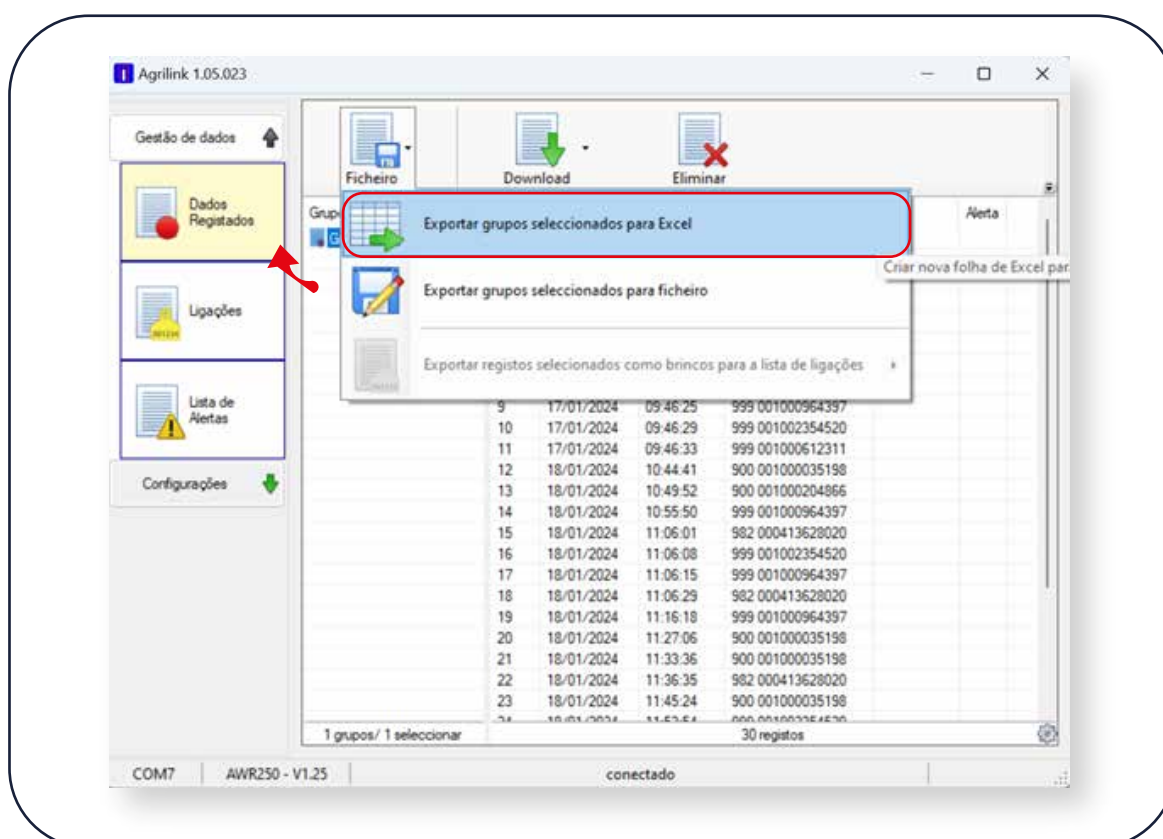 Agrilink 1.05.023
Gestão de dados
Dados
Registados
Ligações
Lista de
Alertas
Configurações
Ficheiro Download Eliminar
Exportar grupos seleccionados para Excel
Criar nova folha de Excel par
Exportar grupos seleccionados para ficheiro
Exportar registos selecionados como brincos para a lista de ligações
Grup Alerta
9 17/01/2024 09:46:25 999 001000964397
10 17/01/2024 09:46:29 999 001002354520
11 17/01/2024 09:46:33 999 001000612311
12 18/01/2024 10:44:41 900 001000035198
13 18/01/2024 10:49:52 900 001000204866
14 18/01/2024 10:55:50 999 001000964397
15 18/01/2024 11:06:01 982 000413628020
16 18/01/2024 11:06:08 999 001002354520
17 18/01/2024 11:06:15 999 001000964397
18 18/01/2024 11:06:29 982 000413628020
19 18/01/2024 11:16:18 999 001000964397
20 18/01/2024 11:27:06 900 001000035198
21 18/01/2024 11:33:36 900 001000035198
22 18/01/2024 11:36:35 982 000413628020
23 18/01/2024 11:45:24 900 001000035198
1 grupos/ 1 seleccionar 30 registos
COM7 AWR250 - V1.25 conectado